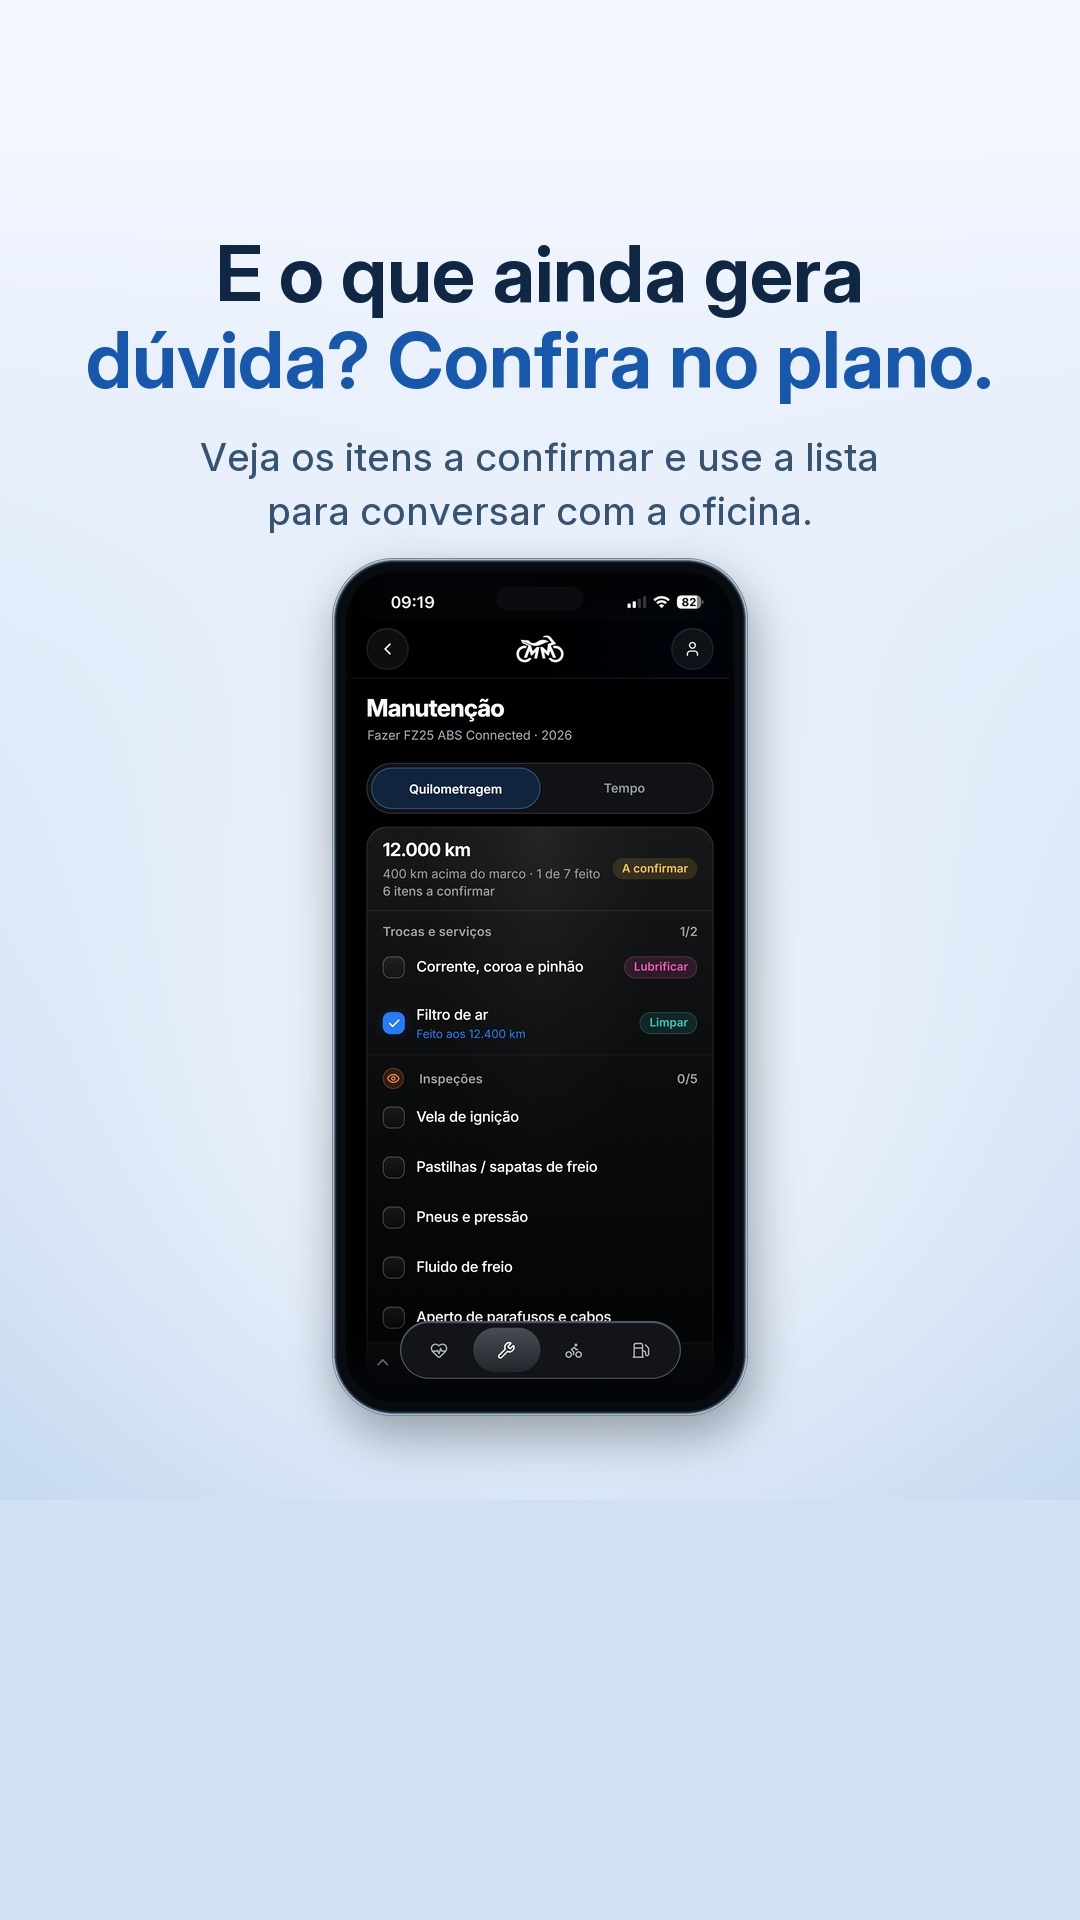 E o que ainda gera
dúvida? Confira no plano.
Veja os itens a confirmar e use a lista
para conversar com a oficina.
09:19
82
MM
Manutenção
Fazer FZ25 ABS Connected · 2026
Quilometragem
Tempo
12.000 km
400 km acima do marco · 1 de 7 feito
6 itens a confirmar
A confirmar
Trocas e serviços
1/2
Corrente, coroa e pinhão
Lubrificar
Filtro de ar
Feito aos 12.400 km
Limpar
Inspeções
0/5
Vela de ignição
Pastilhas / sapatas de freio
Pneus e pressão
Fluido de freio
Aperto de parafusos e cabos